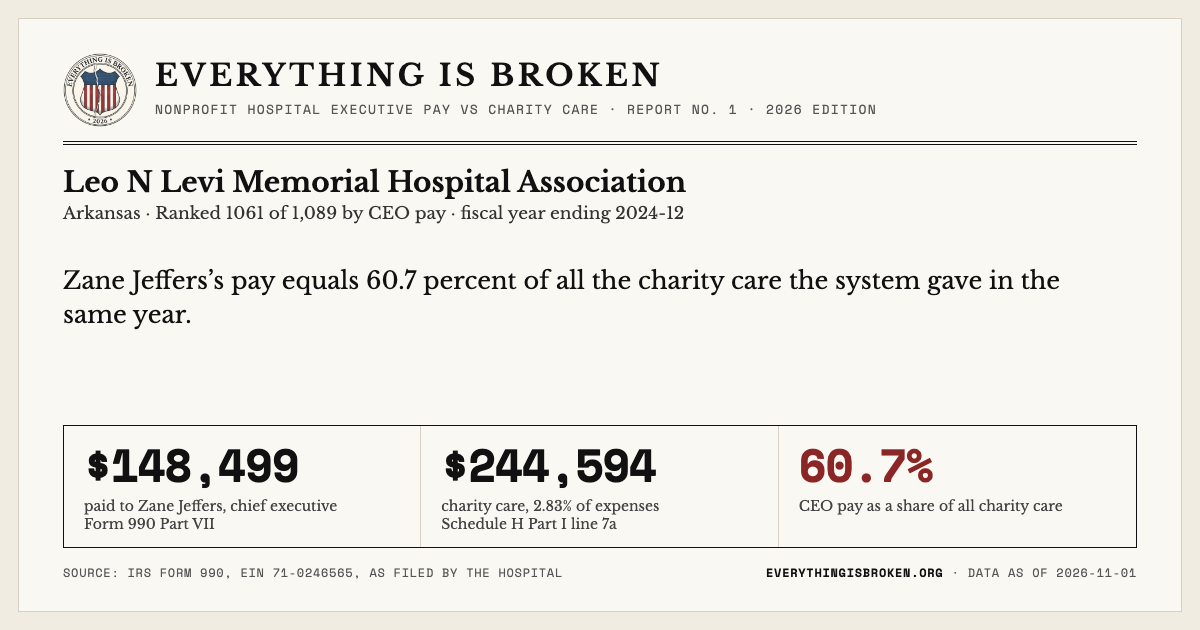 EVERYTHING IS BROKEN
2026
EVERYTHING IS BROKEN
NONPROFIT HOSPITAL EXECUTIVE PAY VS CHARITY CARE · REPORT NO. 1 · 2026 EDITION
Leo N Levi Memorial Hospital Association
Arkansas · Ranked 1061 of 1,089 by CEO pay · fiscal year ending 2024-12
Zane Jeffers’s pay equals 60.7 percent of all the charity care the system gave in the
same year.
$148,499
paid to Zane Jeffers, chief executive
Form 990 Part VII
$244,594
charity care, 2.83% of expenses
Schedule H Part I line 7a
60.7%
CEO pay as a share of all charity care
SOURCE: IRS FORM 990, EIN 71-0246565, AS FILED BY THE HOSPITAL
EVERYTHINGISBROKEN.ORG · DATA AS OF 2026-11-01